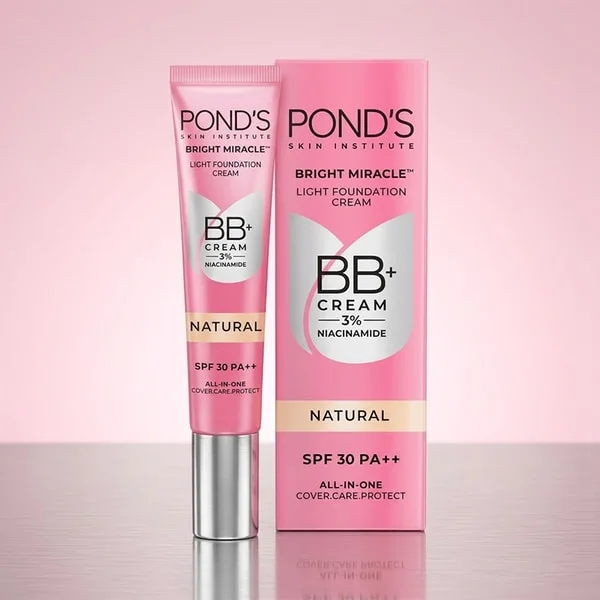 POND'S
SKIN INSTITUTE
BRIGHT MIRACLE™
LIGHT FOUNDATION
CREAM
BB+
CREAM
3%
NIACINAMIDE
NATURAL
SPF 30 PA++
ALL-IN-ONE
COVER.CARE.PROTECT
POND'S
SKIN INSTITUTE
BRIGHT MIRACLE™
LIGHT FOUNDATION
CREAM
BB+
CREAM
3%
NIACINAMIDE
NATURAL
SPF 30 PA++
ALL-IN-ONE
COVER.CARE.PROTECT